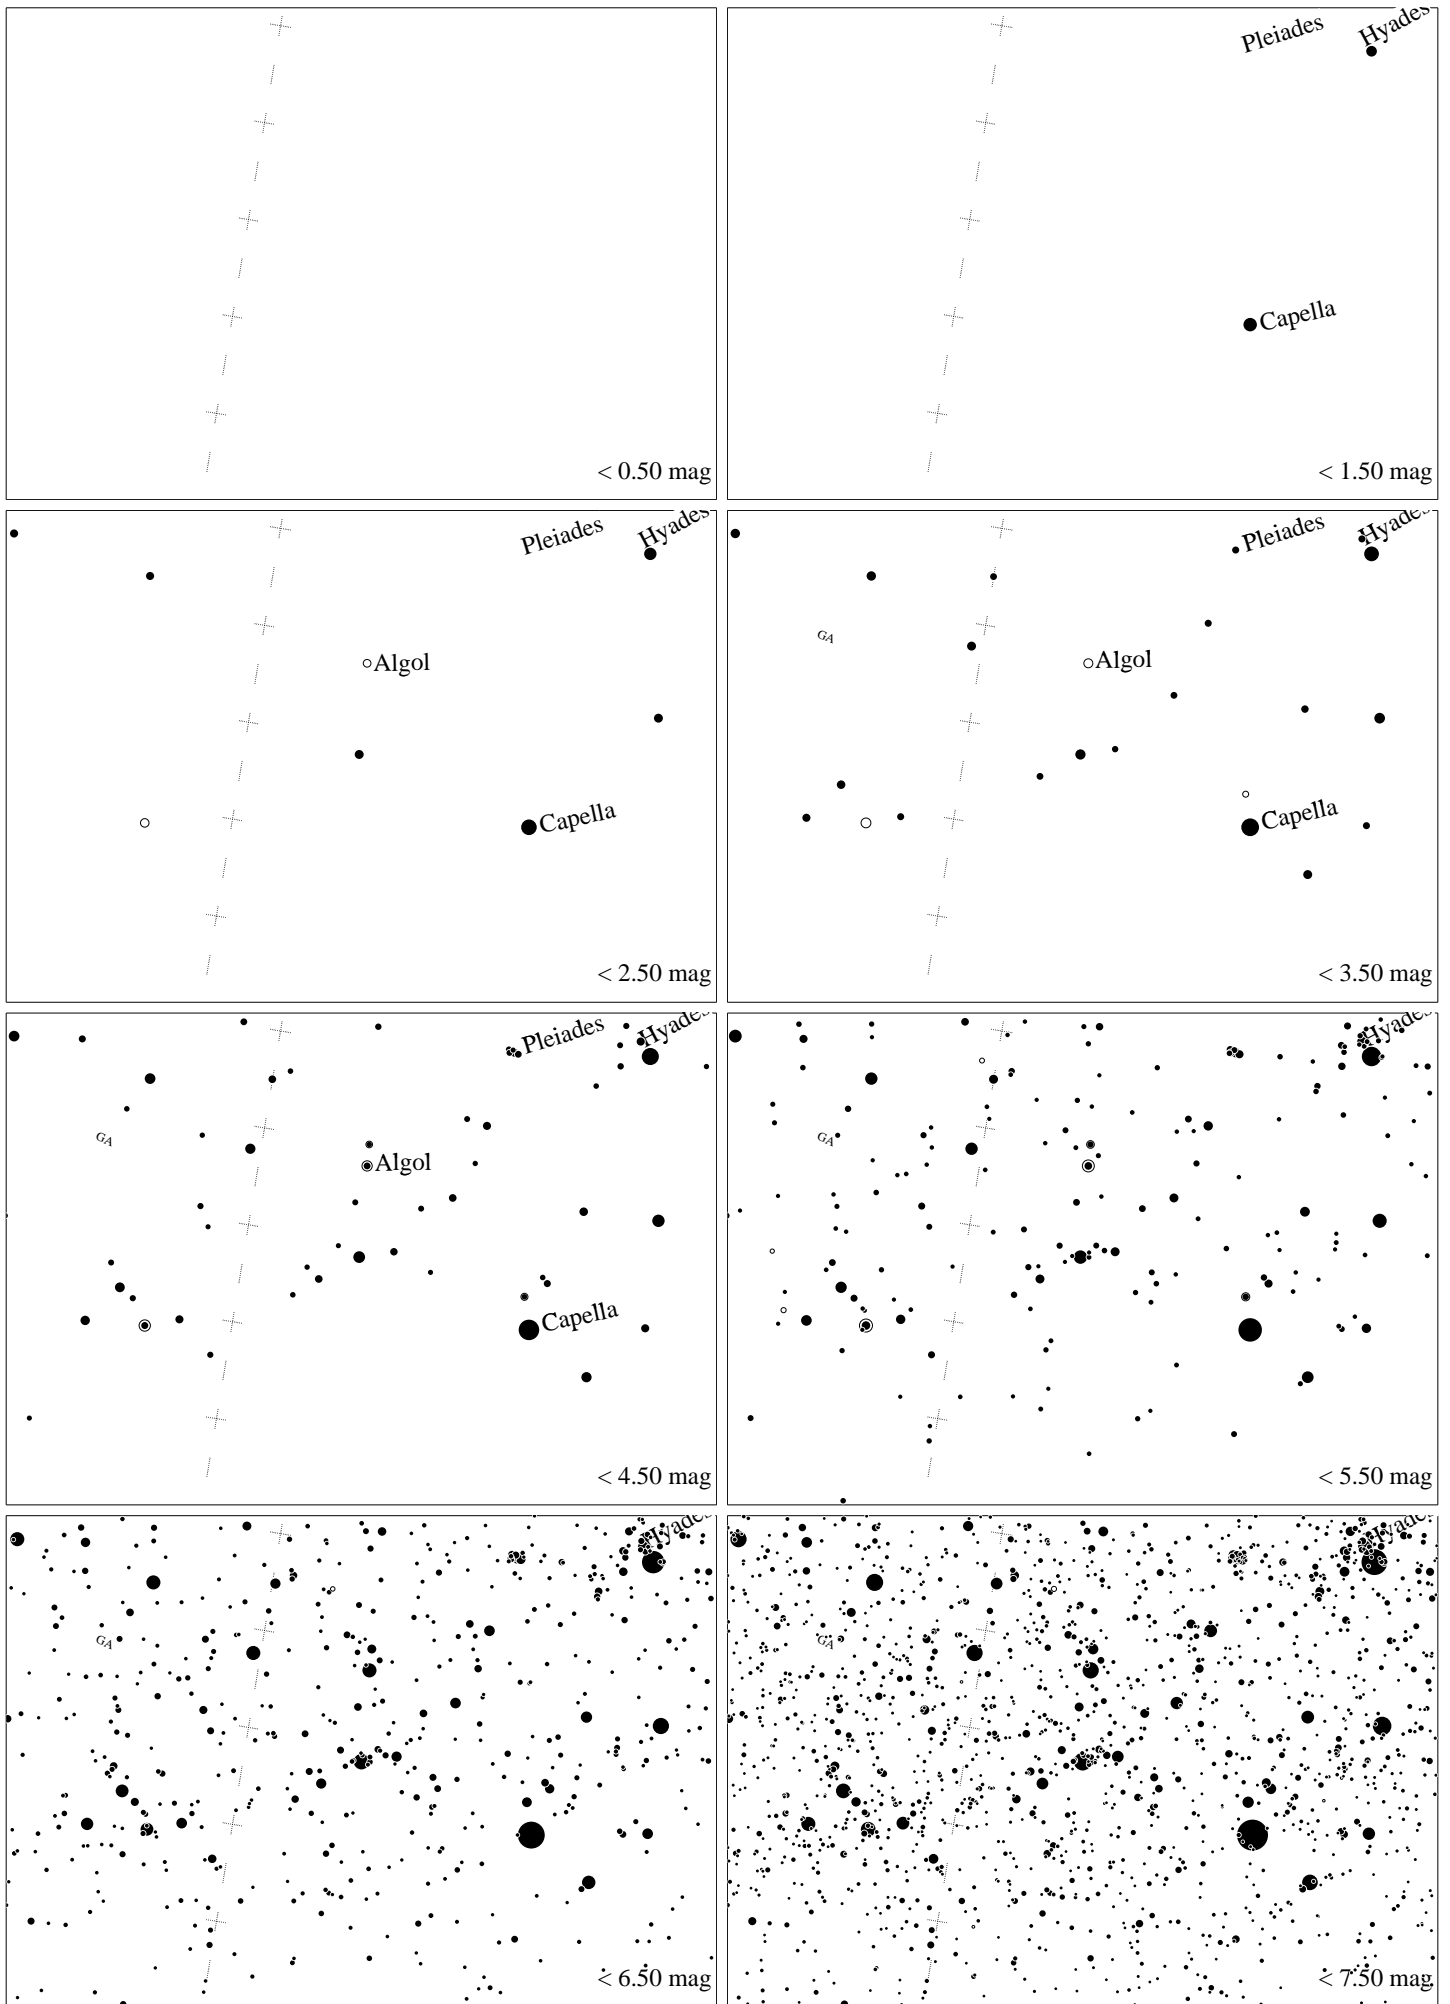 < 0.50 mag
Pleiades
Hyades
Capella
< 1.50 mag
Pleiades
Hyades
Algol
Capella
< 2.50 mag
Pleiades
Hyades
GA
Algol
Capella
< 3.50 mag
Pleiades
Hyades
GA
Algol
Capella
< 4.50 mag
Hyades
GA
< 5.50 mag
Hyades
GA
< 6.50 mag
Hyades
GA
< 7.50 mag